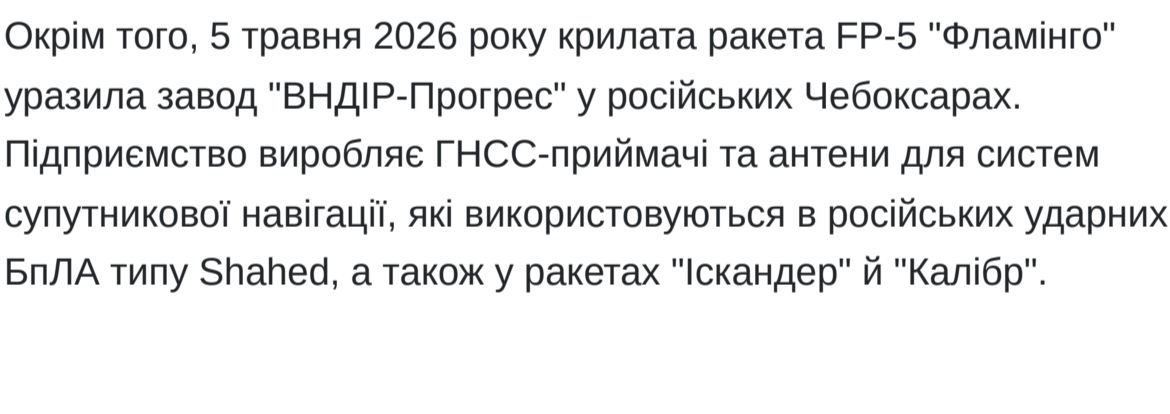 Окрім того, 5 травня 2026 року крилата ракета FP-5 "Фламінго"
уразила завод "ВНДІР-Прогрес" у російських Чебоксарах.
Підприємство виробляє ГНСС-приймачі та антени для систем
супутникової навігації, які використовуються в російських ударних
БпЛА типу Shahed, а також у ракетах "Іскандер" й "Калібр".